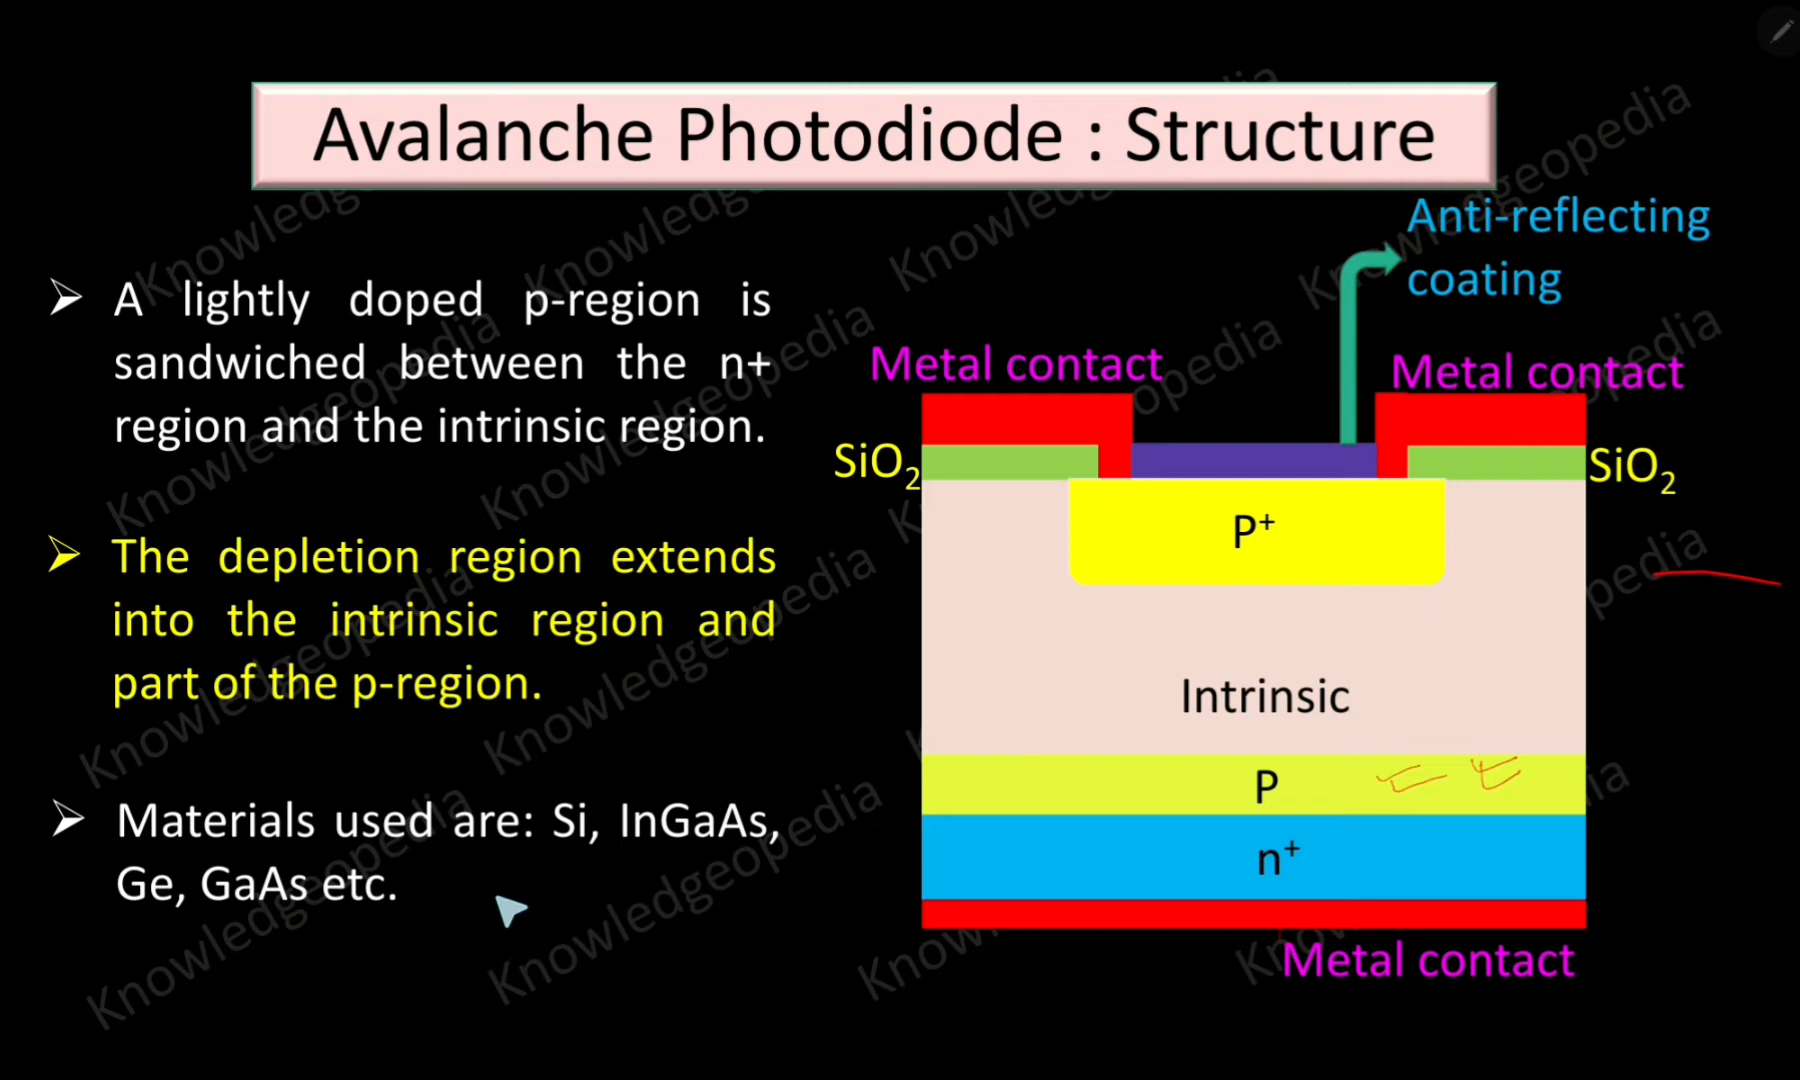 Avalanche Photodiode : Structure
A lightly doped p-region is
sandwiched between the n+
region and the intrinsic region.
The depletion region extends
into the intrinsic region and
part of the p-region.
Materials used are: Si, InGaAs,
Ge, GaAs etc.
Anti-reflecting
coating
Metal contact
Metal contact
SiO₂
SiO₂
P⁺
Intrinsic
P
n⁺
Metal contact
Knowledgeopedia